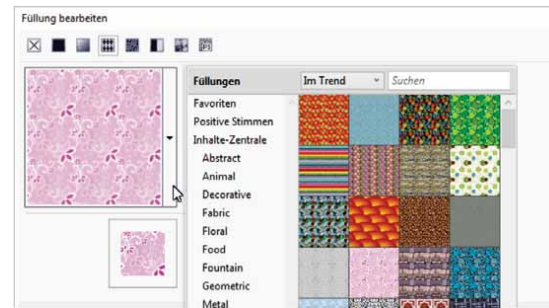 Füllung bearbeiten
Füllungen
Im Trend
Suchen
Favoriten
Positive Stimmen
Inhalte-Zentrale
Abstract
Animal
Decorative
Fabric
Floral
Food
Fountain
Geometric
Metal